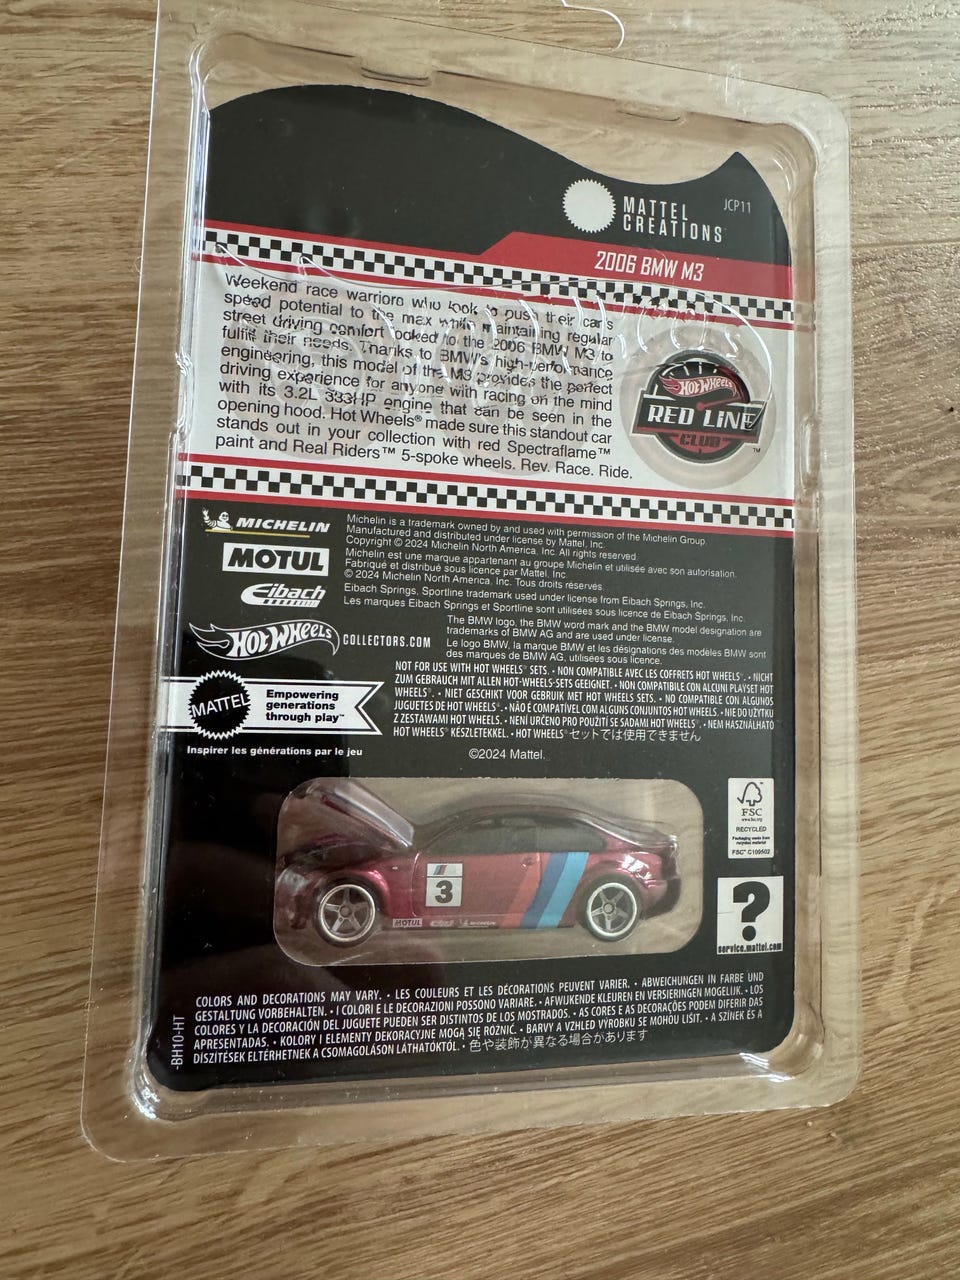 MATTEL
CREATIONS
JCP11
2006 BMW M3
Weekend race warriors who look to push their car's
speed potential to the max while maintaining regular
street driving comfort looked to the 2006 BMW M3 to
fulfill their needs. Thanks to BMW's high-performance
engineering, this model of the M3 provides the perfect
driving experience for anyone with racing on the mind
with its 3.2L 333HP engine that can be seen in the
opening hood. Hot Wheels® made sure this standout car
stands out in your collection with red Spectraflame™
paint and Real Riders™ 5-spoke wheels. Rev. Race. Ride.
HOT WHEELS
RED LINE
CLUB
™
MICHELIN
MOTUL
Eibach
Michelin is a trademark owned by and used with permission of the Michelin Group.
Manufactured and distributed under license by Mattel, Inc.
Copyright © 2024 Michelin North America, Inc. All rights reserved.
Michelin est une marque appartenant au groupe Michelin et utilisée avec son autorisation.
Fabriqué et distribué sous licence par Mattel, Inc.
© 2024 Michelin North America, Inc. Tous droits réservés
Eibach Springs, Sportline trademark used under license from Eibach Springs, Inc.
Les marques Eibach Springs et Sportline sont utilisées sous licence de Eibach Springs, Inc.
HOT WHEELS COLLECTORS.COM
The BMW logo, the BMW word mark and the BMW model designation are
trademarks of BMW AG and are used under license.
Le logo BMW, la marque BMW et les désignations des modèles BMW sont
des marques de BMW AG, utilisées sous licence.
MATTEL
Empowering
generations
through play™
Inspirer les générations par le jeu
NOT FOR USE WITH HOT WHEELS® SETS. • NON COMPATIBLE AVEC LES COFFRETS HOT WHEELS®. • NICHT
ZUM GEBRAUCH MIT ALLEN HOT-WHEELS-SETS GEEIGNET. • NON COMPATIBILE CON ALCUNI PLAYSET HOT
WHEELS®. • NIET GESCHIKT VOOR GEBRUIK MET HOT WHEELS SETS. • NO COMPATIBLE CON ALGUNOS
JUGUETES DE HOT WHEELS®. • NÃO É COMPATÍVEL COM ALGUNS CONJUNTOS HOT WHEELS®. • NIE DO UŻYTKU
Z ZESTAWAMI HOT WHEELS. • NENÍ URČENO PRO POUŽITÍ SE SADAMI HOT WHEELS®. • NEM HASZNÁLHATÓ
HOT WHEELS® KÉSZLETEKKEL. • HOT WHEELS® セットでは使用できません
©2024 Mattel.
3
MOTUL Eibach MICHELIN
FSC
www.fsc.org
RECYCLED
Packaging made from
recycled material
FSC® C109502
?
service.mattel.com
COLORS AND DECORATIONS MAY VARY. • LES COULEURS ET LES DÉCORATIONS PEUVENT VARIER. • ABWEICHUNGEN IN FARBE UND
GESTALTUNG VORBEHALTEN. • I COLORI E LE DECORAZIONI POSSONO VARIARE. • AFWIJKENDE KLEUREN EN VERSIERINGEN MOGELIJK. • LOS
COLORES Y LA DECORACIÓN DEL JUGUETE PUEDEN SER DISTINTOS DE LOS MOSTRADOS. • AS CORES E AS DECORAÇÕES PODEM DIFERIR DAS
APRESENTADAS. • KOLORY I ELEMENTY DEKORACYJNE MOGĄ SIĘ RÓŻNIĆ. • BARVY A VZHLED VÝROBKU SE MOHOU LIŠIT. • A SZÍNEK ÉS A
DÍSZÍTÉSEK ELTÉRHETNEK A CSOMAGOLÁSON LÁTHATÓKTÓL. • 色や装飾が異なる場合があります
-BH10-HT